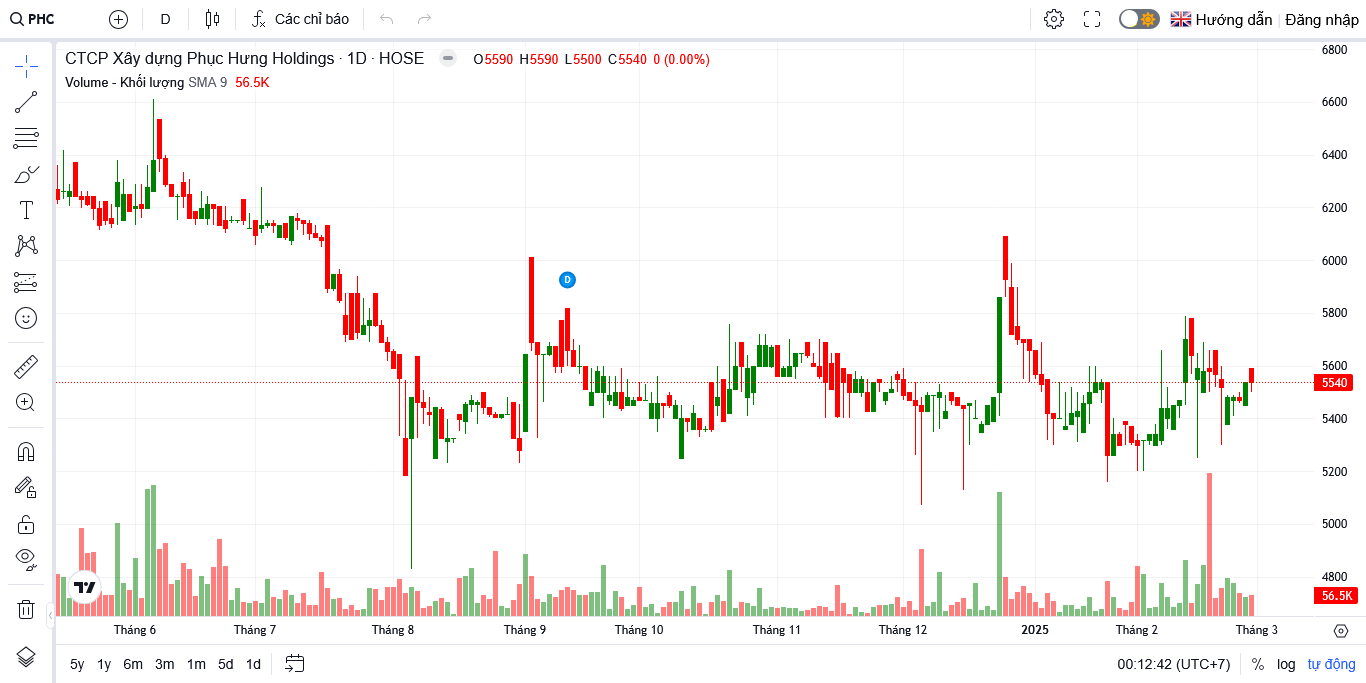 PHC D Các chỉ báo Hướng dẫn Đăng nhập
CTCP Xây dựng Phục Hưng Holdings · 1D · HOSE O5590 H5590 L5500 C5540 0 (0.00%)
Volume - Khối lượng SMA 9 56.5K
6800
6600
6400
6200
6000
D
5800
5600
5540
5400
5200
5000
4800
56.5K
Tháng 6 Tháng 7 Tháng 8 Tháng 9 Tháng 10 Tháng 11 Tháng 12 2025 Tháng 2 Tháng 3
5y 1y 6m 3m 1m 5d 1d 00:12:42 (UTC+7) % log tự động